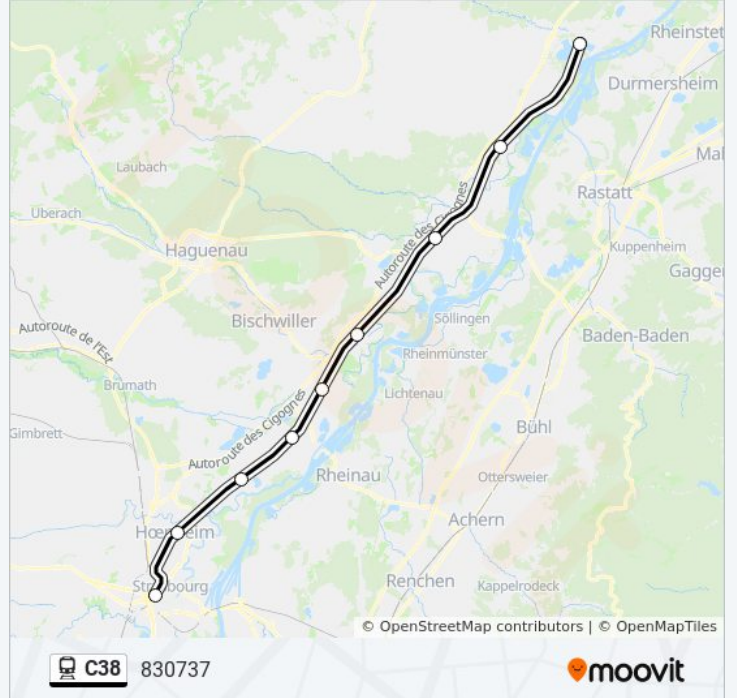 Rheinstet
Durmersheim
Mal
Laubach
Rastatt
Überach
Autoroute des Cigognes
Haguenau
Kuppenheim
Gagger
Bischwiller
Söllingen
Autoroute de l'Est
Baden-Baden
Rheinmünster
Brumath
Lichtenau
Autoroute des Cigognes
Gimbrett
Bühl
Rheinau
Ottersweier
Achern
Hœnheim
Renchen
Kappelrodeck
Strasbourg
© OpenStreetMap contributors | © OpenMapTiles
C38 830737
moovit